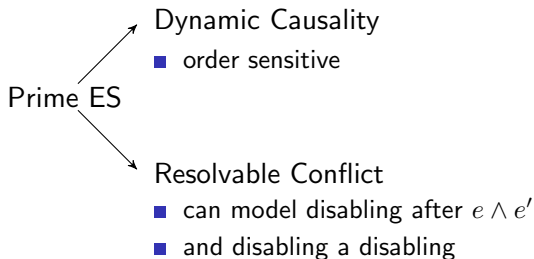 Dynamic Causality
order sensitive
Prime ES
Resolvable Conflict
can model disabling after e ∧ e′
and disabling a disabling